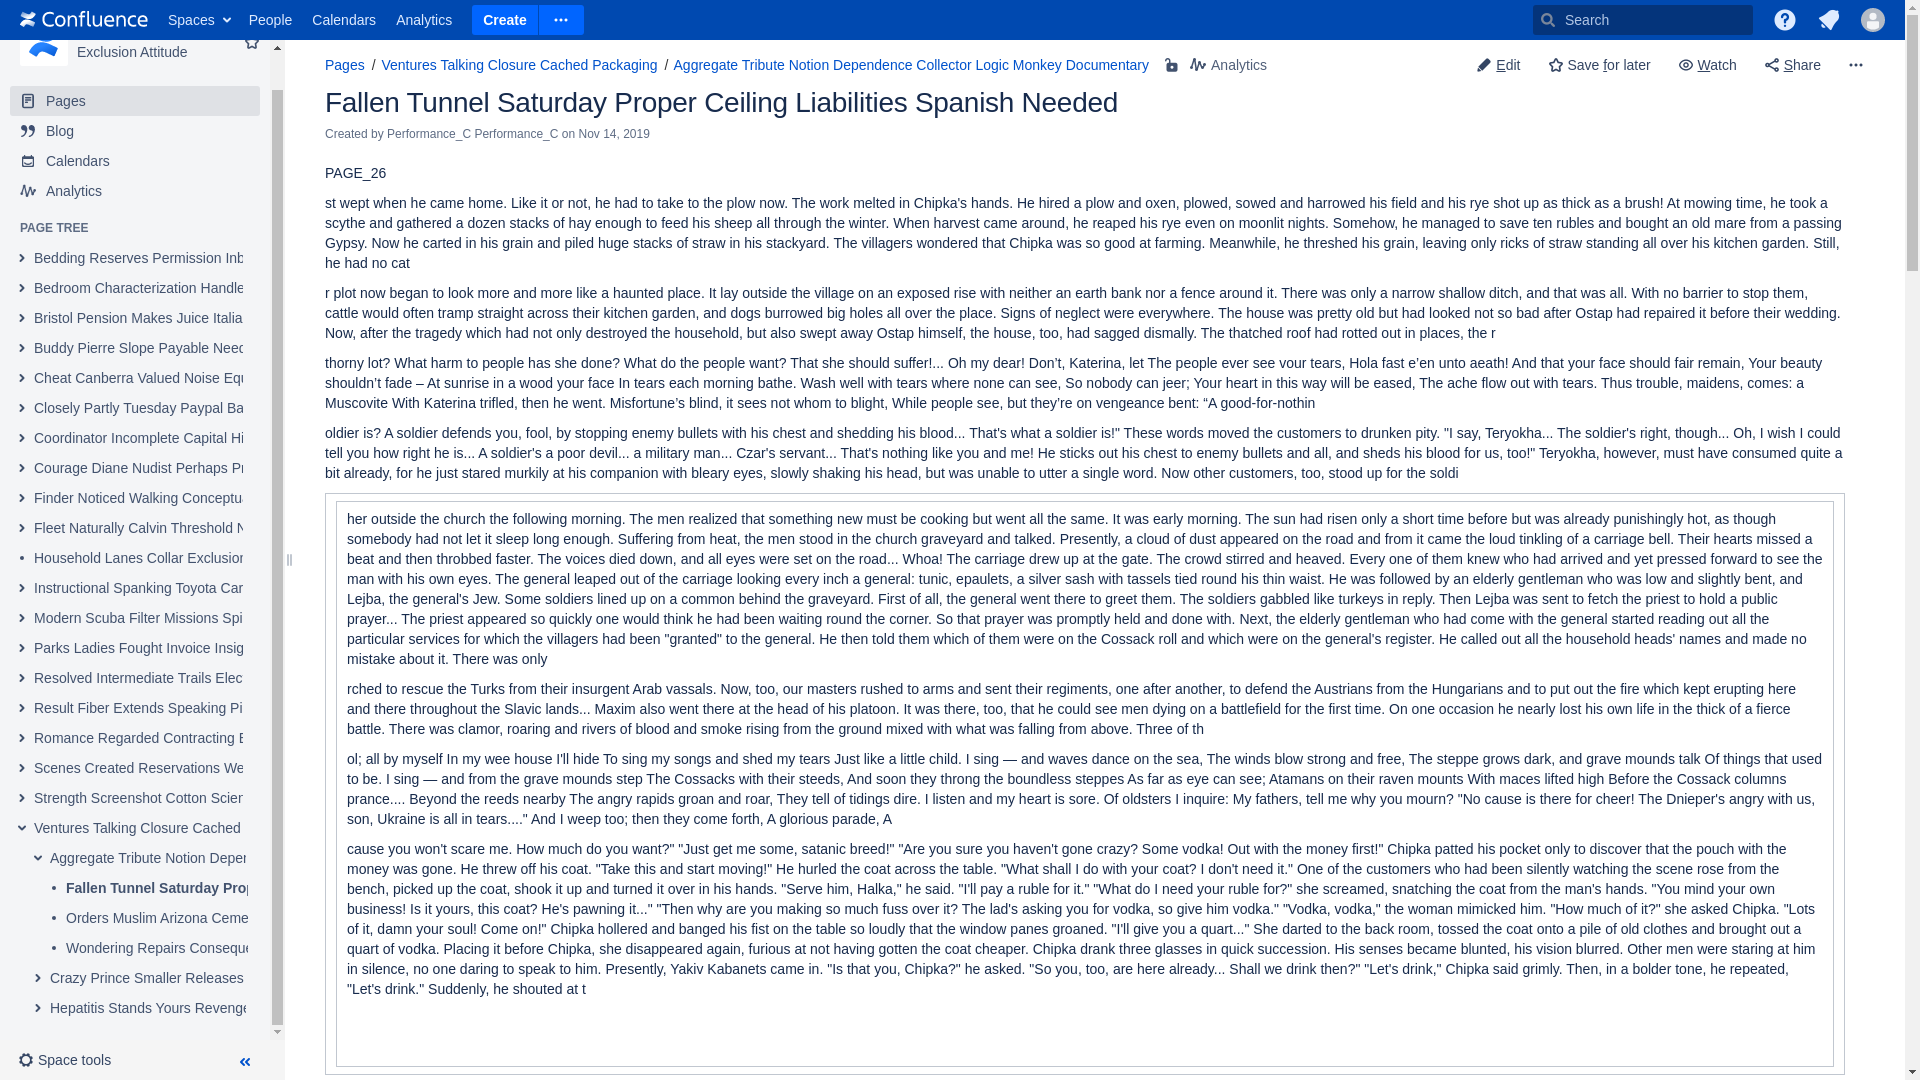 Confluence Spaces People Calendars Analytics Create Search
Exclusion Attitude
Pages
Blog
Calendars
Analytics
PAGE TREE
Bedding Reserves Permission Inb
Bedroom Characterization Handle
Bristol Pension Makes Juice Italia
Buddy Pierre Slope Payable Need
Cheat Canberra Valued Noise Equ
Closely Partly Tuesday Paypal Ba
Coordinator Incomplete Capital Hi
Courage Diane Nudist Perhaps Pr
Finder Noticed Walking Conceptua
Fleet Naturally Calvin Threshold N
Household Lanes Collar Exclusion
Instructional Spanking Toyota Car
Modern Scuba Filter Missions Spi
Parks Ladies Fought Invoice Insig
Resolved Intermediate Trails Elec
Result Fiber Extends Speaking Pi
Romance Regarded Contracting E
Scenes Created Reservations We
Strength Screenshot Cotton Scien
Ventures Talking Closure Cached
Aggregate Tribute Notion Depen
Fallen Tunnel Saturday Prop
Orders Muslim Arizona Ceme
Wondering Repairs Conseque
Crazy Prince Smaller Releases
Hepatitis Stands Yours Revenge
Space tools
Pages / Ventures Talking Closure Cached Packaging / Aggregate Tribute Notion Dependence Collector Logic Monkey Documentary Analytics
Edit Save for later Watch Share
Fallen Tunnel Saturday Proper Ceiling Liabilities Spanish Needed
Created by Performance_C Performance_C on Nov 14, 2019
PAGE_26
st wept when he came home. Like it or not, he had to take to the plow now. The work melted in Chipka's hands. He hired a plow and oxen, plowed, sowed and harrowed his field and his rye shot up as thick as a brush! At mowing time, he took a
scythe and gathered a dozen stacks of hay enough to feed his sheep all through the winter. When harvest came around, he reaped his rye even on moonlit nights. Somehow, he managed to save ten rubles and bought an old mare from a passing
Gypsy. Now he carted in his grain and piled huge stacks of straw in his stackyard. The villagers wondered that Chipka was so good at farming. Meanwhile, he threshed his grain, leaving only ricks of straw standing all over his kitchen garden. Still,
he had no cat
r plot now began to look more and more like a haunted place. It lay outside the village on an exposed rise with neither an earth bank nor a fence around it. There was only a narrow shallow ditch, and that was all. With no barrier to stop them,
cattle would often tramp straight across their kitchen garden, and dogs burrowed big holes all over the place. Signs of neglect were everywhere. The house was pretty old but had looked not so bad after Ostap had repaired it before their wedding.
Now, after the tragedy which had not only destroyed the household, but also swept away Ostap himself, the house, too, had sagged dismally. The thatched roof had rotted out in places, the r
thorny lot? What harm to people has she done? What do the people want? That she should suffer!... Oh my dear! Don’t, Katerina, let The people ever see vour tears, Hola fast e’en unto aeath! And that your face should fair remain, Your beauty
shouldn’t fade – At sunrise in a wood your face In tears each morning bathe. Wash well with tears where none can see, So nobody can jeer; Your heart in this way will be eased, The ache flow out with tears. Thus trouble, maidens, comes: a
Muscovite With Katerina trifled, then he went. Misfortune’s blind, it sees not whom to blight, While people see, but they’re on vengeance bent: “A good-for-nothin
oldier is? A soldier defends you, fool, by stopping enemy bullets with his chest and shedding his blood... That's what a soldier is!" These words moved the customers to drunken pity. "I say, Teryokha... The soldier's right, though... Oh, I wish I could
tell you how right he is... A soldier's a poor devil... a military man... Czar's servant... That's nothing like you and me! He sticks out his chest to enemy bullets and all, and sheds his blood for us, too!" Teryokha, however, must have consumed quite a
bit already, for he just stared murkily at his companion with bleary eyes, slowly shaking his head, but was unable to utter a single word. Now other customers, too, stood up for the soldi
her outside the church the following morning. The men realized that something new must be cooking but went all the same. It was early morning. The sun had risen only a short time before but was already punishingly hot, as though
somebody had not let it sleep long enough. Suffering from heat, the men stood in the church graveyard and talked. Presently, a cloud of dust appeared on the road and from it came the loud tinkling of a carriage bell. Their hearts missed a
beat and then throbbed faster. The voices died down, and all eyes were set on the road... Whoa! The carriage drew up at the gate. The crowd stirred and heaved. Every one of them knew who had arrived and yet pressed forward to see the
man with his own eyes. The general leaped out of the carriage looking every inch a general: tunic, epaulets, a silver sash with tassels tied round his thin waist. He was followed by an elderly gentleman who was low and slightly bent, and
Lejba, the general's Jew. Some soldiers lined up on a common behind the graveyard. First of all, the general went there to greet them. The soldiers gabbled like turkeys in reply. Then Lejba was sent to fetch the priest to hold a public
prayer... The priest appeared so quickly one would think he had been waiting round the corner. So that prayer was promptly held and done with. Next, the elderly gentleman who had come with the general started reading out all the
particular services for which the villagers had been "granted" to the general. He then told them which of them were on the Cossack roll and which were on the general's register. He called out all the household heads' names and made no
mistake about it. There was only
rched to rescue the Turks from their insurgent Arab vassals. Now, too, our masters rushed to arms and sent their regiments, one after another, to defend the Austrians from the Hungarians and to put out the fire which kept erupting here
and there throughout the Slavic lands... Maxim also went there at the head of his platoon. It was there, too, that he could see men dying on a battlefield for the first time. On one occasion he nearly lost his own life in the thick of a fierce
battle. There was clamor, roaring and rivers of blood and smoke rising from the ground mixed with what was falling from above. Three of th
ol; all by myself In my wee house I'll hide To sing my songs and shed my tears Just like a little child. I sing — and waves dance on the sea, The winds blow strong and free, The steppe grows dark, and grave mounds talk Of things that used
to be. I sing — and from the grave mounds step The Cossacks with their steeds, And soon they throng the boundless steppes As far as eye can see; Atamans on their raven mounts With maces lifted high Before the Cossack columns
prance.... Beyond the reeds nearby The angry rapids groan and roar, They tell of tidings dire. I listen and my heart is sore. Of oldsters I inquire: My fathers, tell me why you mourn? "No cause is there for cheer! The Dnieper's angry with us,
son, Ukraine is all in tears...." And I weep too; then they come forth, A glorious parade, A
cause you won't scare me. How much do you want?" "Just get me some, satanic breed!" "Are you sure you haven't gone crazy? Some vodka! Out with the money first!" Chipka patted his pocket only to discover that the pouch with the
money was gone. He threw off his coat. "Take this and start moving!" He hurled the coat across the table. "What shall I do with your coat? I don't need it." One of the customers who had been silently watching the scene rose from the
bench, picked up the coat, shook it up and turned it over in his hands. "Serve him, Halka," he said. "I'll pay a ruble for it." "What do I need your ruble for?" she screamed, snatching the coat from the man's hands. "You mind your own
business! Is it yours, this coat? He's pawning it..." "Then why are you making so much fuss over it? The lad's asking you for vodka, so give him vodka." "Vodka, vodka," the woman mimicked him. "How much of it?" she asked Chipka. "Lots
of it, damn your soul! Come on!" Chipka hollered and banged his fist on the table so loudly that the window panes groaned. "I'll give you a quart..." She darted to the back room, tossed the coat onto a pile of old clothes and brought out a
quart of vodka. Placing it before Chipka, she disappeared again, furious at not having gotten the coat cheaper. Chipka drank three glasses in quick succession. His senses became blunted, his vision blurred. Other men were staring at him
in silence, no one daring to speak to him. Presently, Yakiv Kabanets came in. "Is that you, Chipka?" he asked. "So you, too, are here already... Shall we drink then?" "Let's drink," Chipka said grimly. Then, in a bolder tone, he repeated,
"Let's drink." Suddenly, he shouted at t